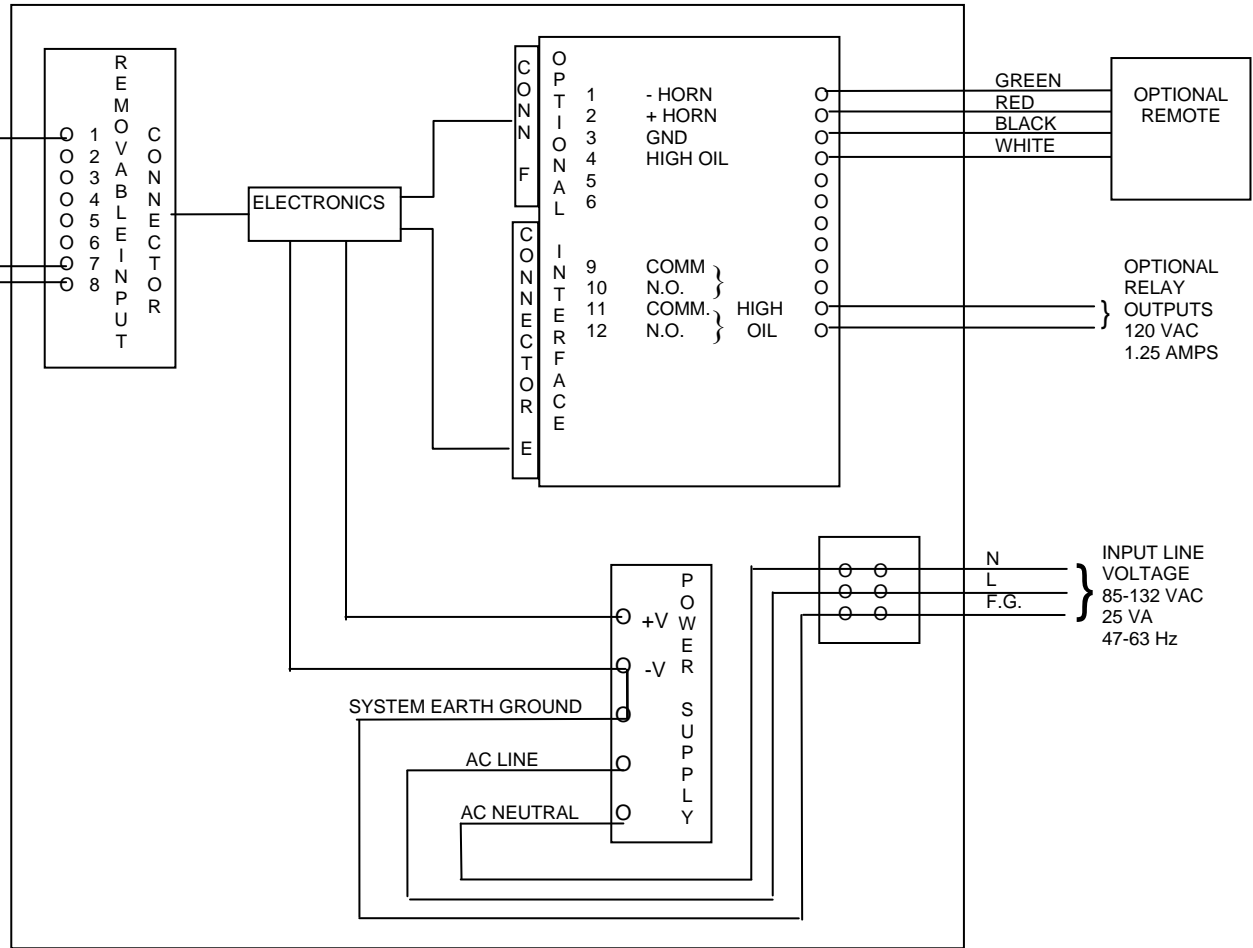 REMOVABLE INPUT
CONNECTOR
1
2
3
4
5
6
7
8
ELECTRONICS
CONN F
CONNECTOR E
OPTIONAL INTERFACE
1 - HORN
2 + HORN
3 GND
4 HIGH OIL
5
6
9 COMM }
10 N.O.
11 COMM. } HIGH
12 N.O. OIL
GREEN
RED
BLACK
WHITE
OPTIONAL
REMOTE
OPTIONAL
RELAY
} OUTPUTS
120 VAC
1.25 AMPS
N
L
F.G.
INPUT LINE
VOLTAGE
} 85-132 VAC
25 VA
47-63 Hz
POWER SUPPLY
+V
-V
SYSTEM EARTH GROUND
AC LINE
AC NEUTRAL